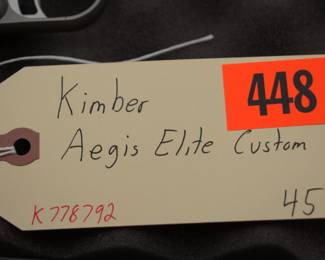 448
Kimber
Aegis Elite Custom
K778792
45